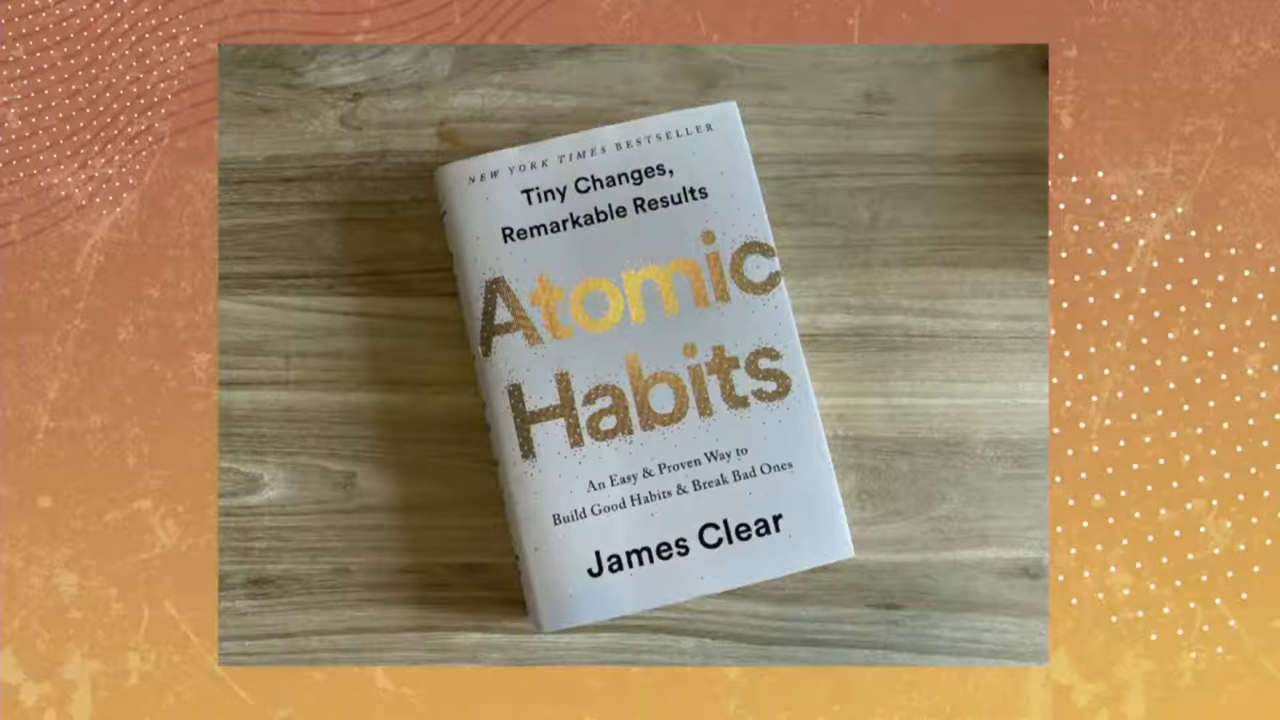 NEW YORK TIMES BESTSELLER
Tiny Changes,
Remarkable Results
Atomic
Habits
An Easy & Proven Way to
Build Good Habits & Break Bad Ones
James Clear